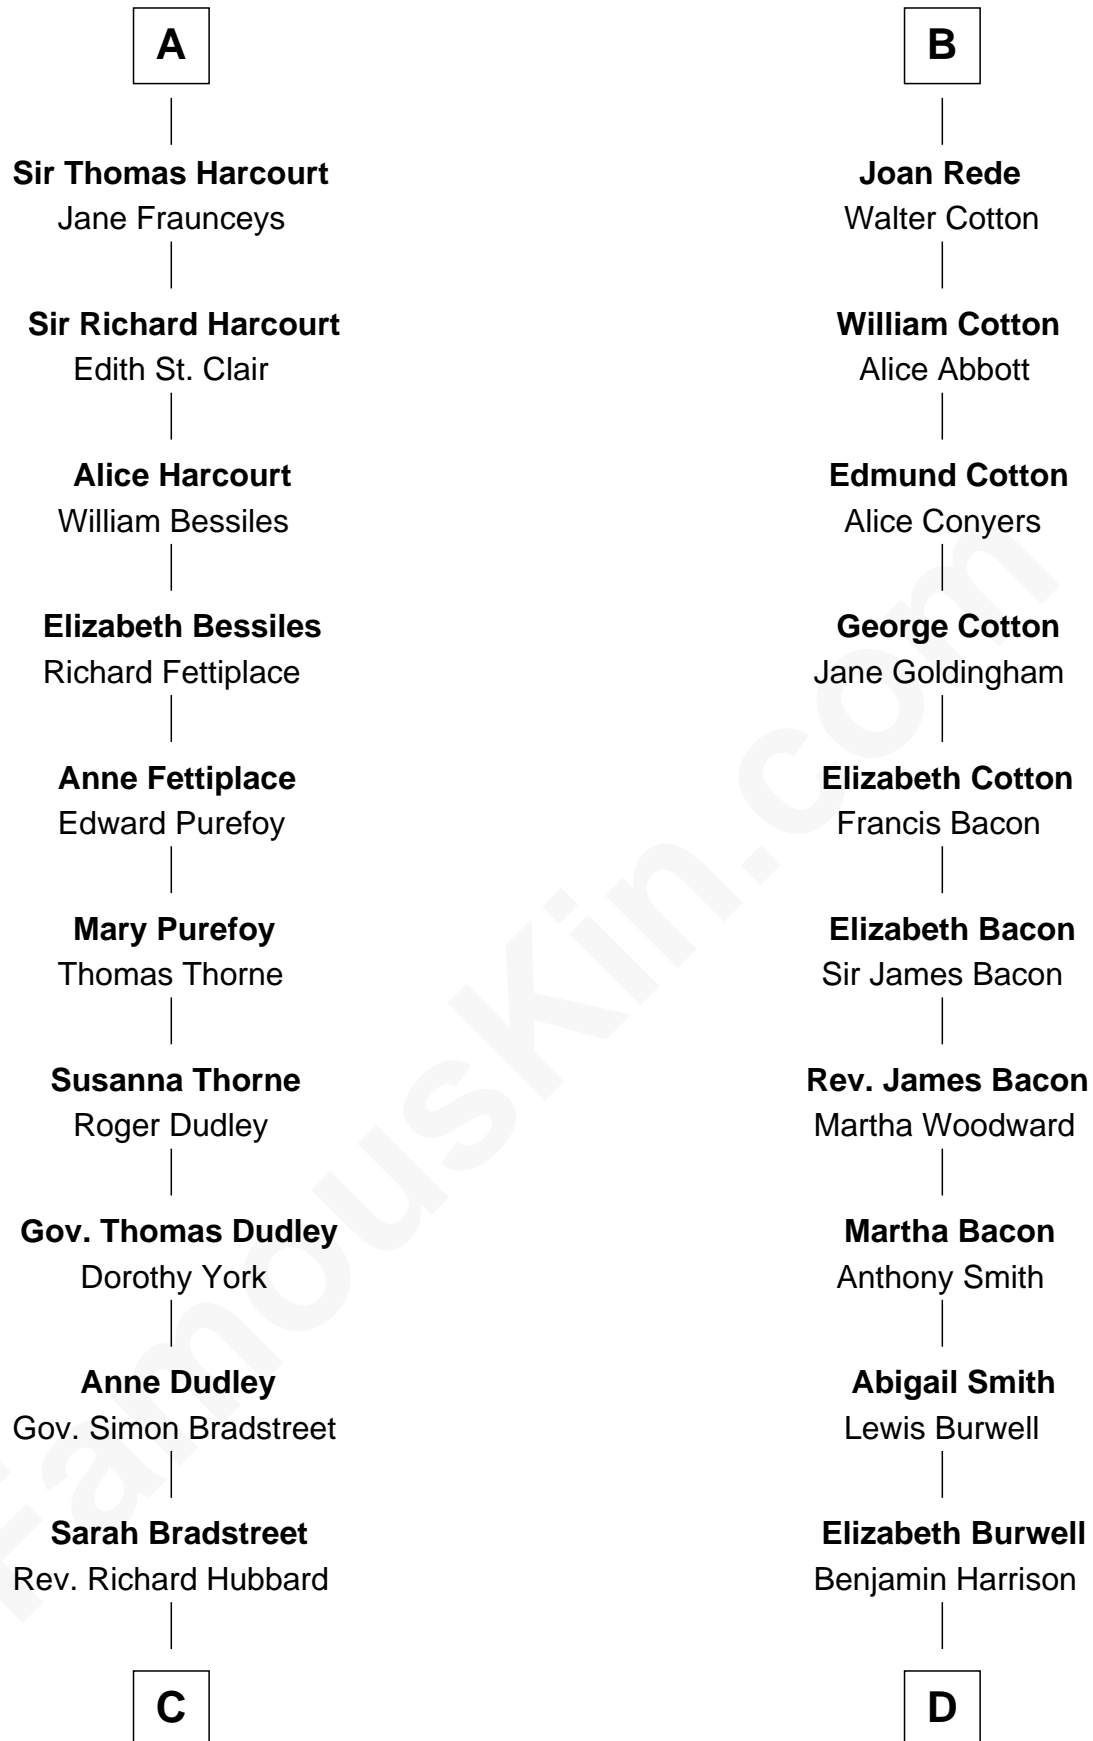 A
Sir Thomas Harcourt
Jane Fraunceys
Sir Richard Harcourt
Edith St. Clair
Alice Harcourt
William Bessiles
Elizabeth Bessiles
Richard Fettiplace
Anne Fettiplace
Edward Purefoy
Mary Purefoy
Thomas Thorne
Susanna Thorne
Roger Dudley
Gov. Thomas Dudley
Dorothy York
Anne Dudley
Gov. Simon Bradstreet
Sarah Bradstreet
Rev. Richard Hubbard
C
B
Joan Rede
Walter Cotton
William Cotton
Alice Abbott
Edmund Cotton
Alice Conyers
George Cotton
Jane Goldingham
Elizabeth Cotton
Francis Bacon
Elizabeth Bacon
Sir James Bacon
Rev. James Bacon
Martha Woodward
Martha Bacon
Anthony Smith
Abigail Smith
Lewis Burwell
Elizabeth Burwell
Benjamin Harrison
D
FamousKin.com